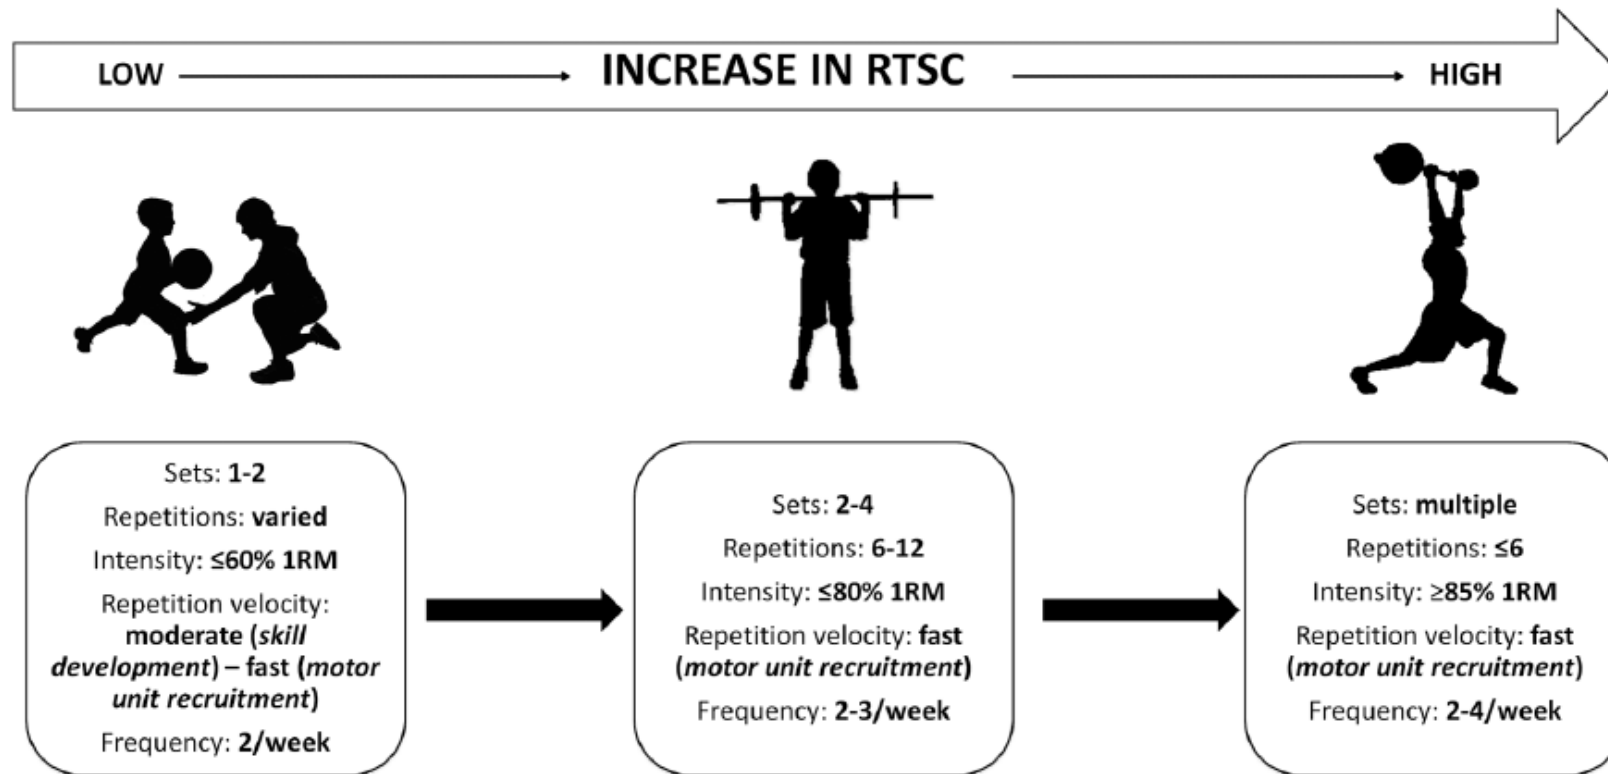 LOW INCREASE IN RTSC HIGH
Sets: 1-2
Repetitions: varied
Intensity: ≤60% 1RM
Repetition velocity:
moderate (skill
development) – fast (motor
unit recruitment)
Frequency: 2/week
Sets: 2-4
Repetitions: 6-12
Intensity: ≤80% 1RM
Repetition velocity: fast
(motor unit recruitment)
Frequency: 2-3/week
Sets: multiple
Repetitions: ≤6
Intensity: ≥85% 1RM
Repetition velocity: fast
(motor unit recruitment)
Frequency: 2-4/week